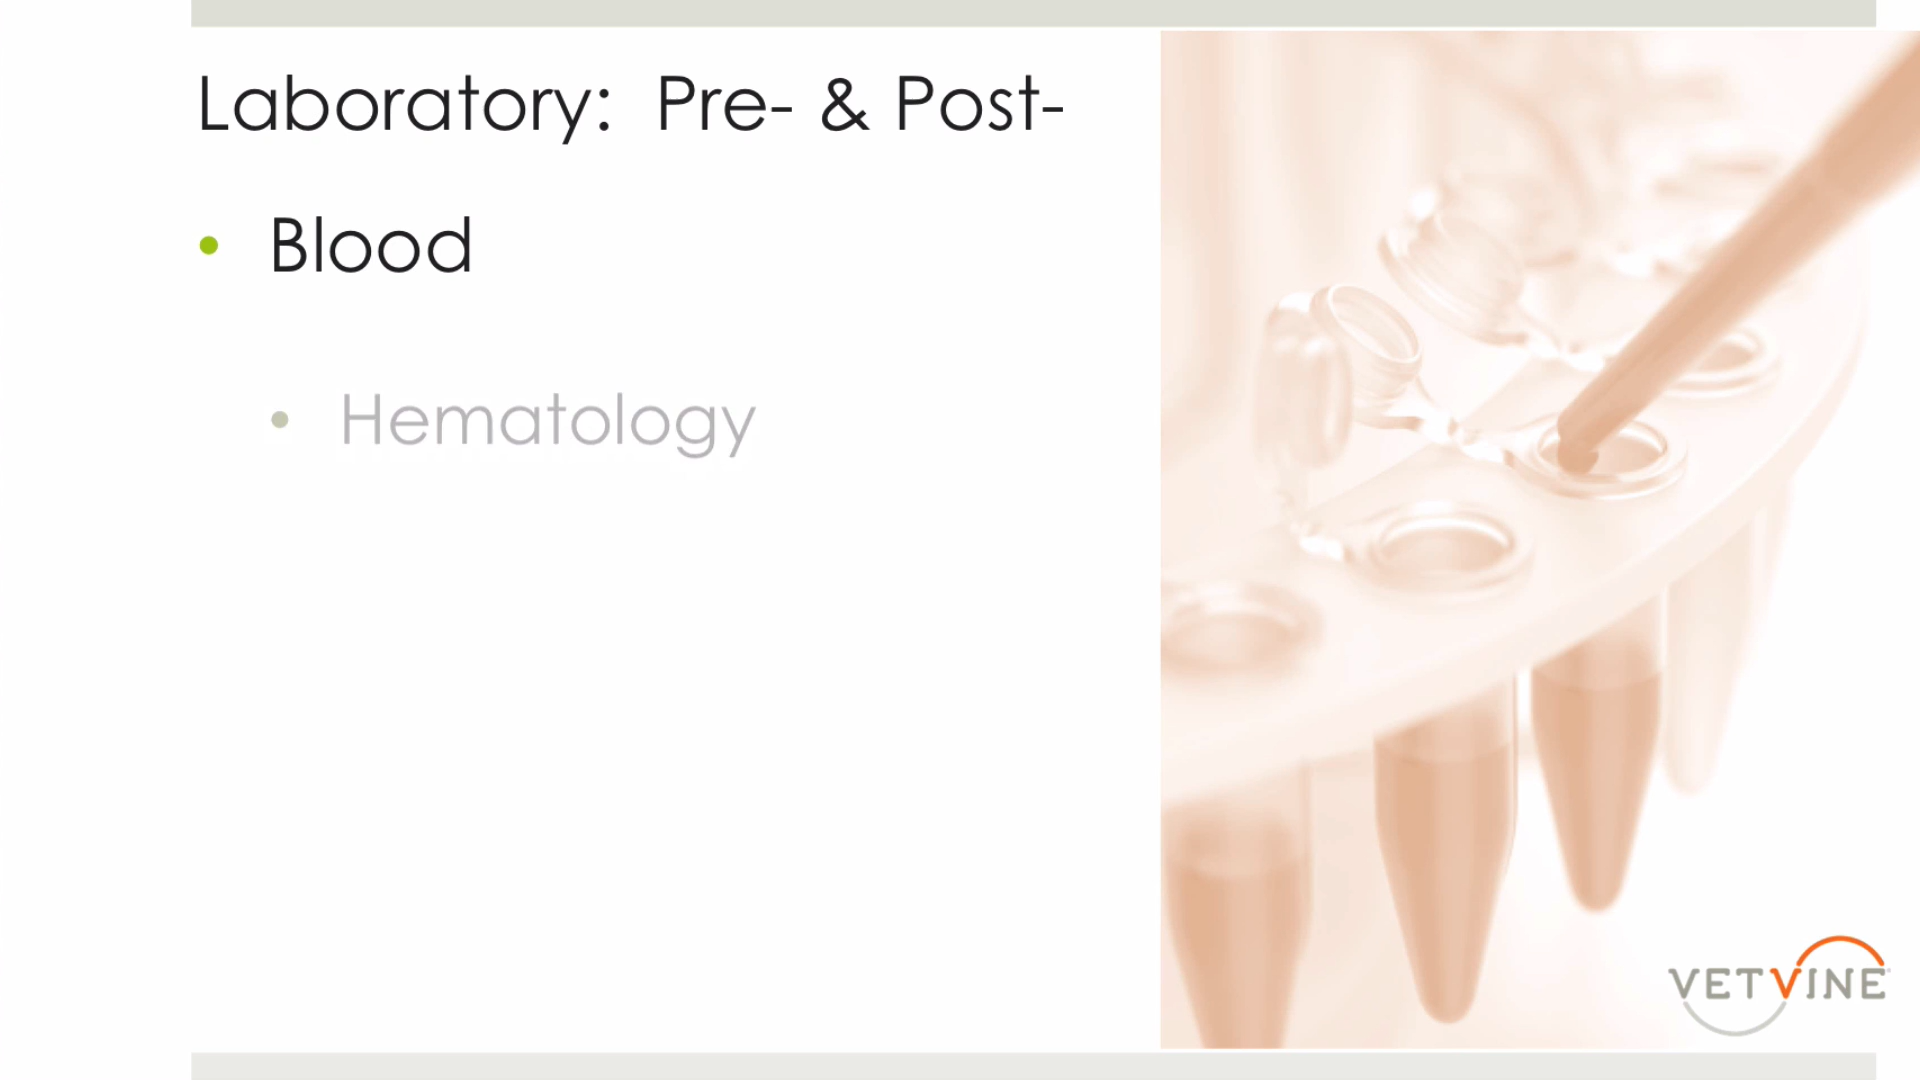 Laboratory: Pre- & Post-
• Blood
• Hematology
VETVINE